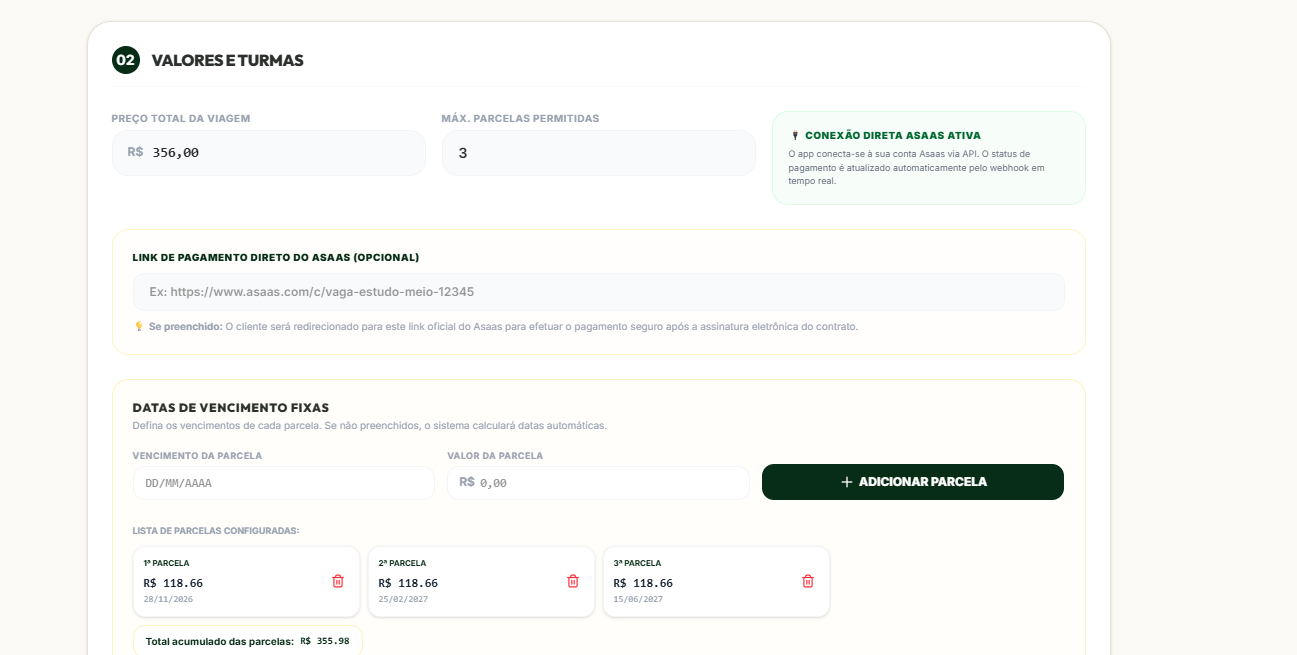 02 VALORES E TURMAS
PREÇO TOTAL DA VIAGEM
R$ 356,00
MÁX. PARCELAS PERMITIDAS
3
CONEXÃO DIRETA ASAAS ATIVA
O app conecta-se à sua conta Asaas via API. O status de
pagamento é atualizado automaticamente pelo webhook em
tempo real.
LINK DE PAGAMENTO DIRETO DO ASAAS (OPCIONAL)
Ex: https://www.asaas.com/c/vaga-estudo-meio-12345
Se preenchido: O cliente será redirecionado para este link oficial do Asaas para efetuar o pagamento seguro após a assinatura eletrônica do contrato.
DATAS DE VENCIMENTO FIXAS
Defina os vencimentos de cada parcela. Se não preenchidos, o sistema calculará datas automáticas.
VENCIMENTO DA PARCELA
DD/MM/AAAA
VALOR DA PARCELA
R$ 0,00
+ ADICIONAR PARCELA
LISTA DE PARCELAS CONFIGURADAS:
1ª PARCELA
R$ 118.66
28/11/2026
2ª PARCELA
R$ 118.66
25/02/2027
3ª PARCELA
R$ 118.66
15/06/2027
Total acumulado das parcelas: R$ 355.98